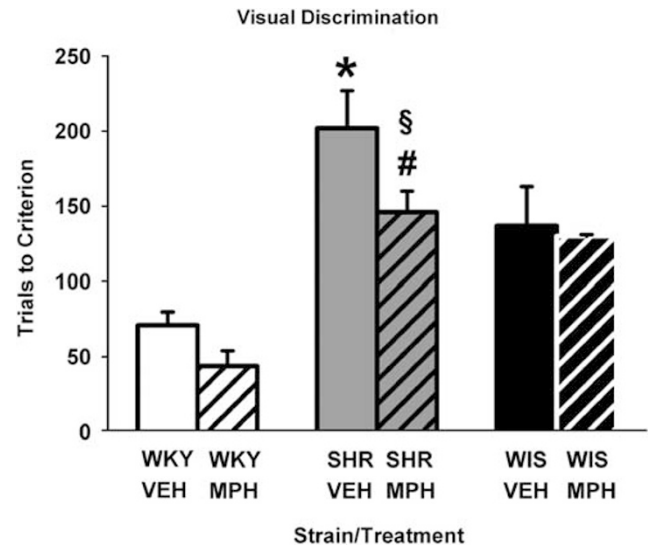 Visual Discrimination
Trials to Criterion
250
200
150
100
50
0
*
§
#
WKY WKY SHR SHR WIS WIS
VEH MPH VEH MPH VEH MPH
Strain/Treatment